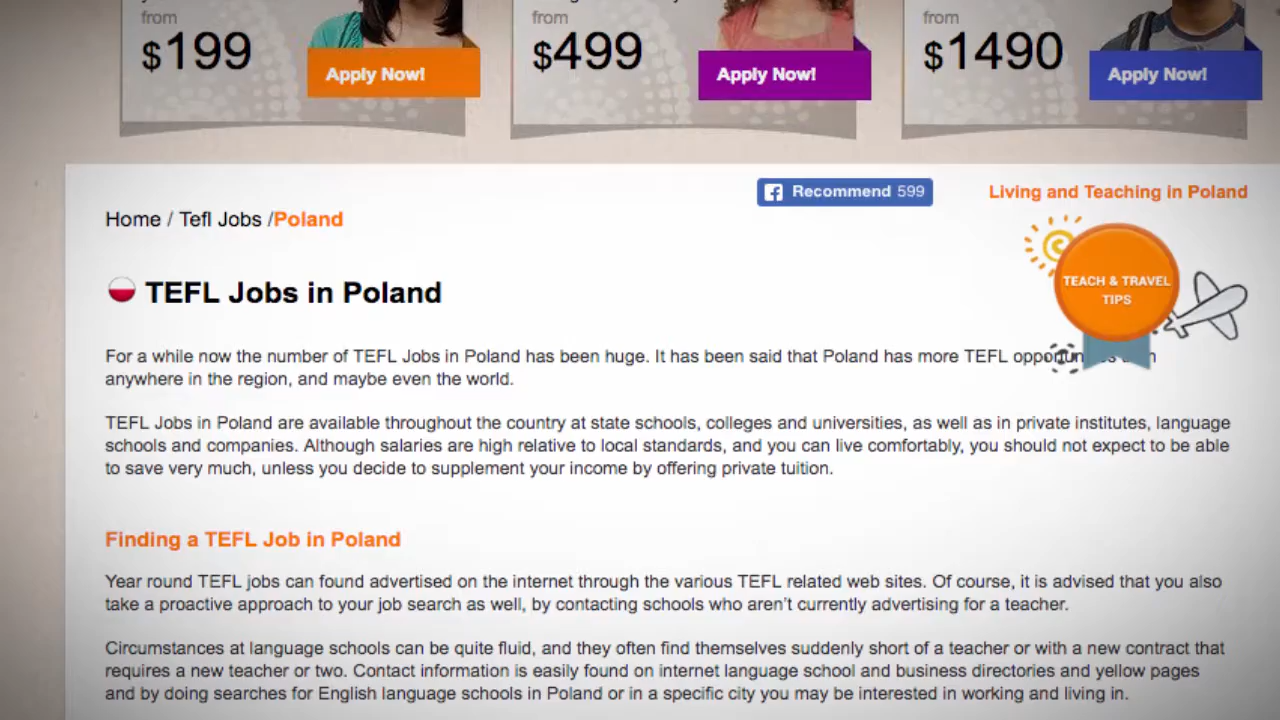 from
from
from
$199
$499
$1490
Apply Now!
Apply Now!
Apply Now!
Recommend 599
Living and Teaching in Poland
Home / Tefl Jobs /Poland
TEACH & TRAVEL
TIPS
TEFL Jobs in Poland
For a while now the number of TEFL Jobs in Poland has been huge. It has been said that Poland has more TEFL
anywhere in the region, and maybe even the world.
TEFL Jobs in Poland are available throughout the country at state schools, colleges and universities, as well as in private institutes, language
schools and companies. Although salaries are high relative to local standards, and you can live comfortably, you should not expect to be able
to save very much, unless you decide to supplement your income by offering private tuition.
Finding a TEFL Job in Poland
Year round TEFL jobs can found advertised on the internet through the various TEFL related web sites. Of course, it is advised that you also
take a proactive approach to your job search as well, by contacting schools who aren't currently advertising for a teacher.
Circumstances at language schools can be quite fluid, and they often find themselves suddenly short of a teacher or with a new contract that
requires a new teacher or two. Contact information is easily found on internet language school and business directories and yellow pages
and by doing searches for English language schools in Poland or in a specific city you may be interested in working and living in.